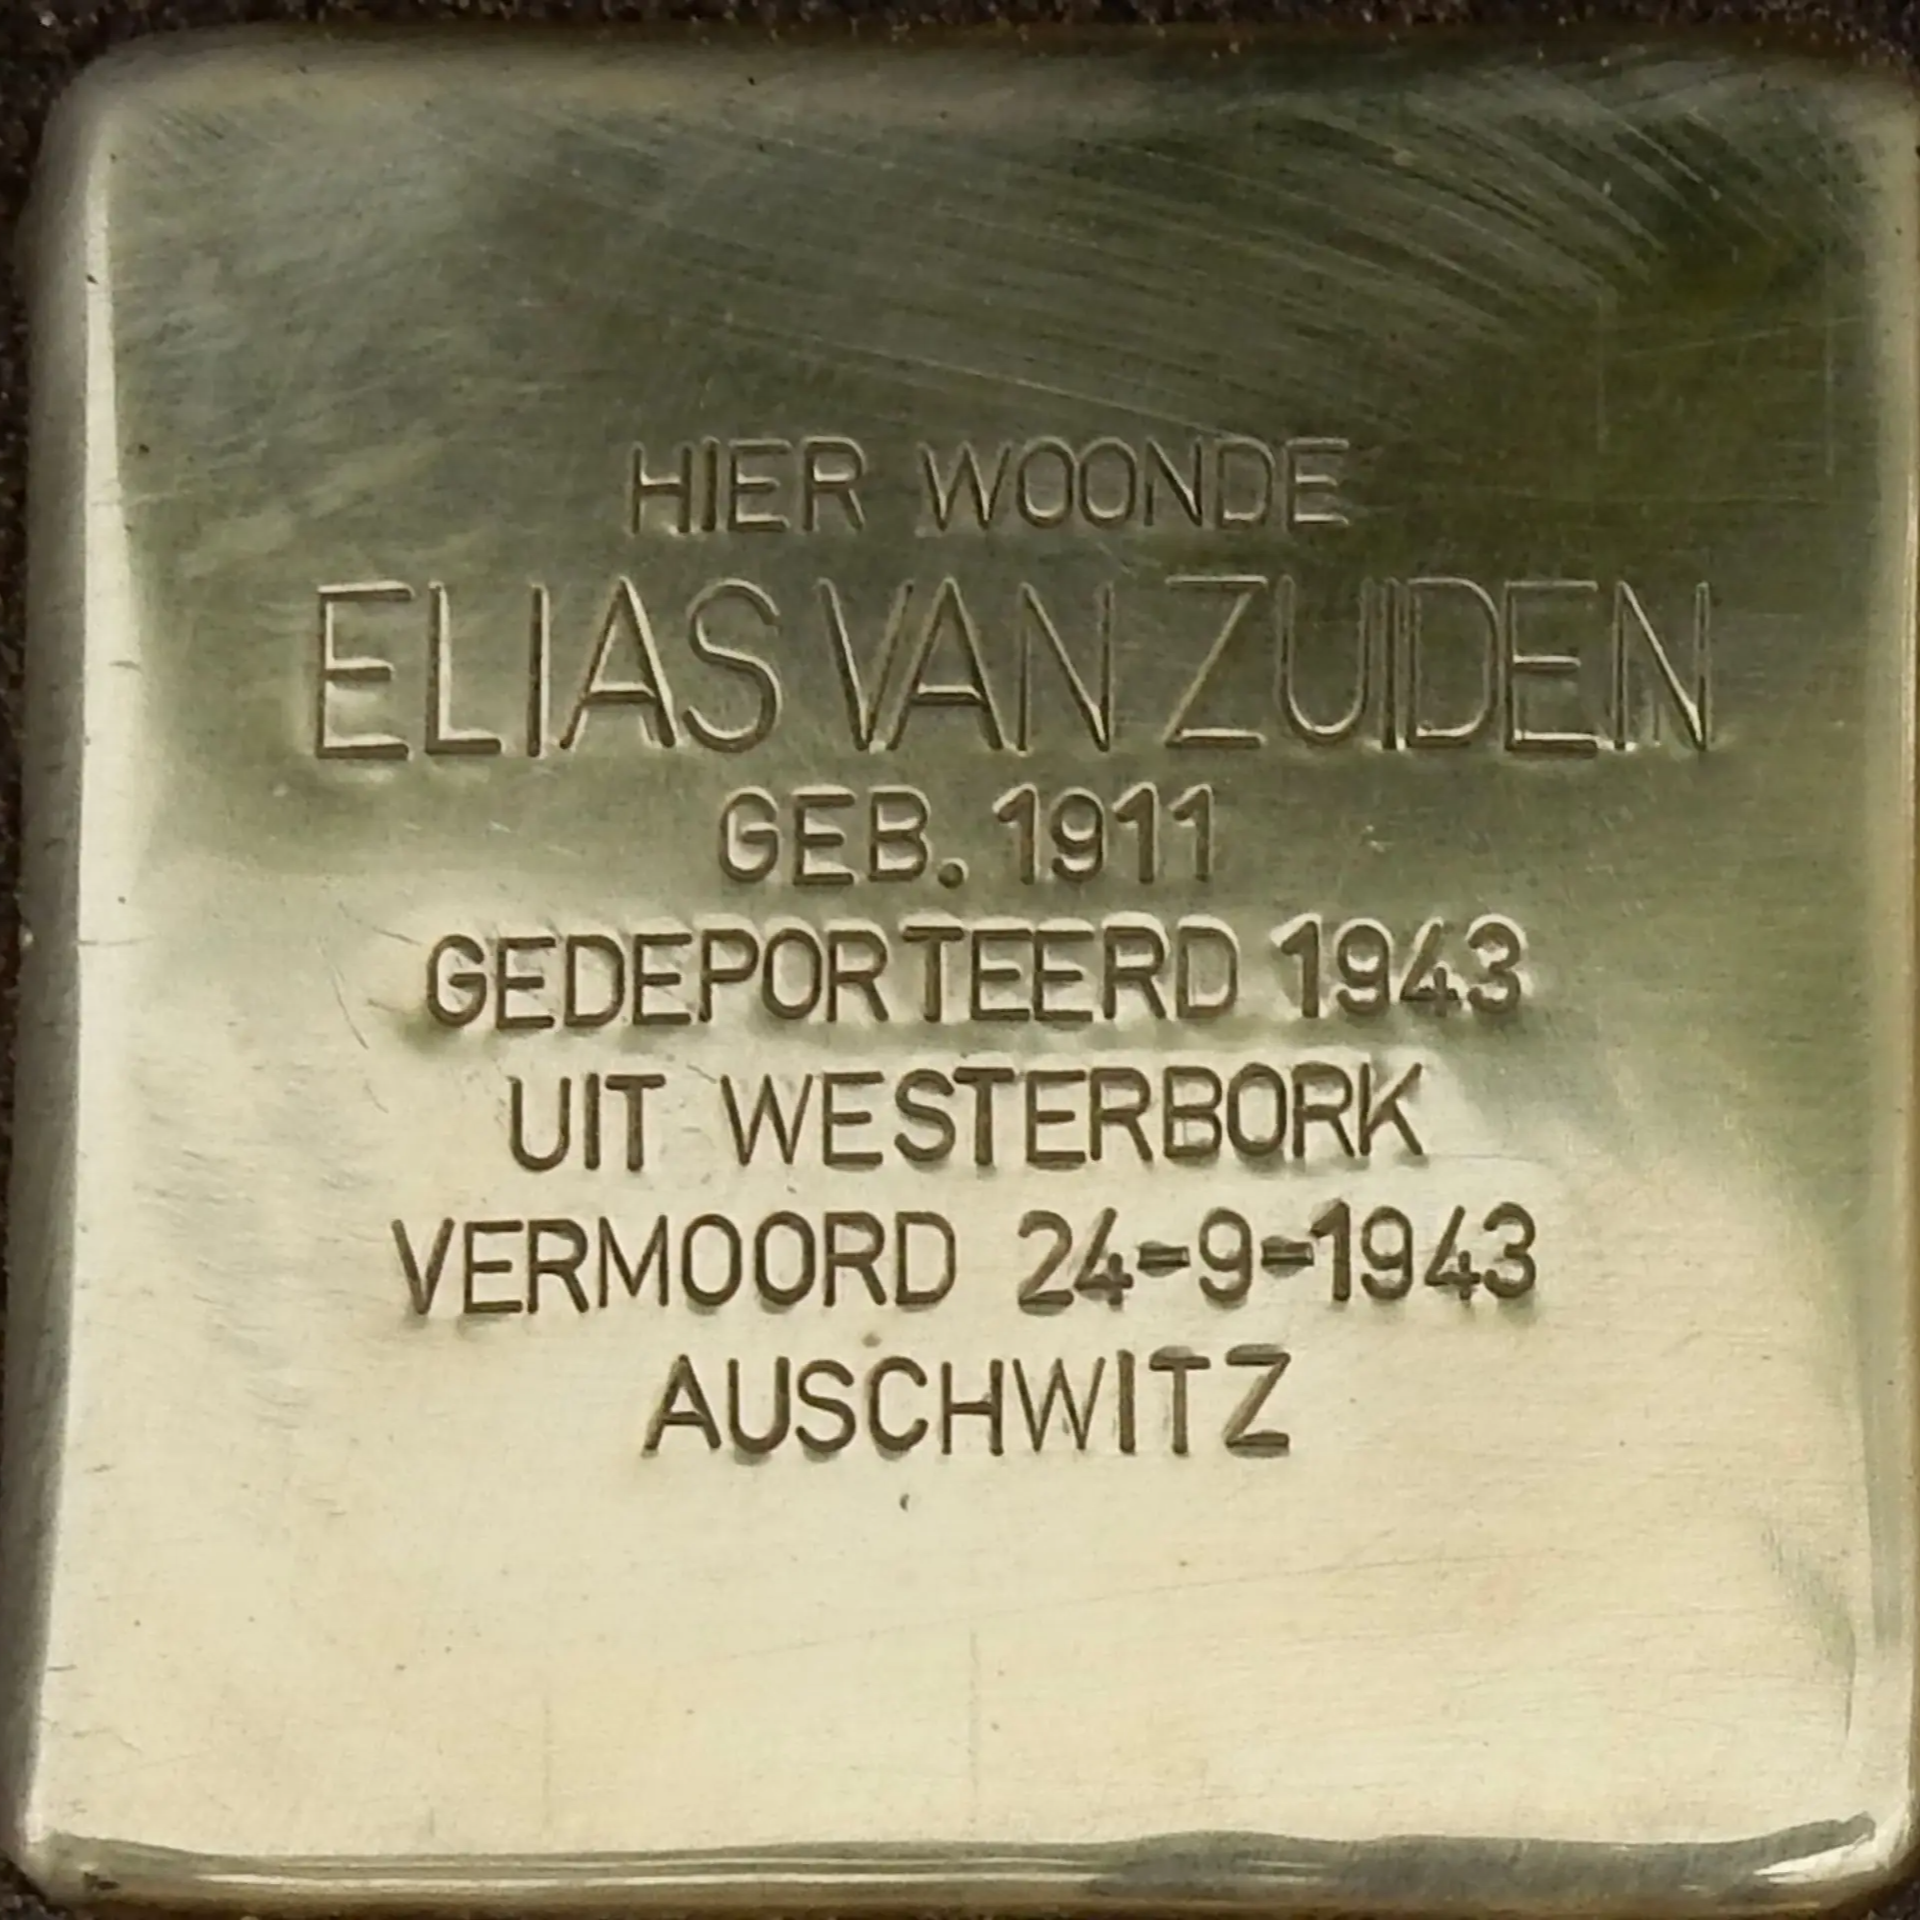 HIER WOONDE
ELIAS VAN ZUIDEN
GEB. 1911
GEDEPORTEERD 1943
UIT WESTERBORK
VERMOORD 24-9-1943
AUSCHWITZ